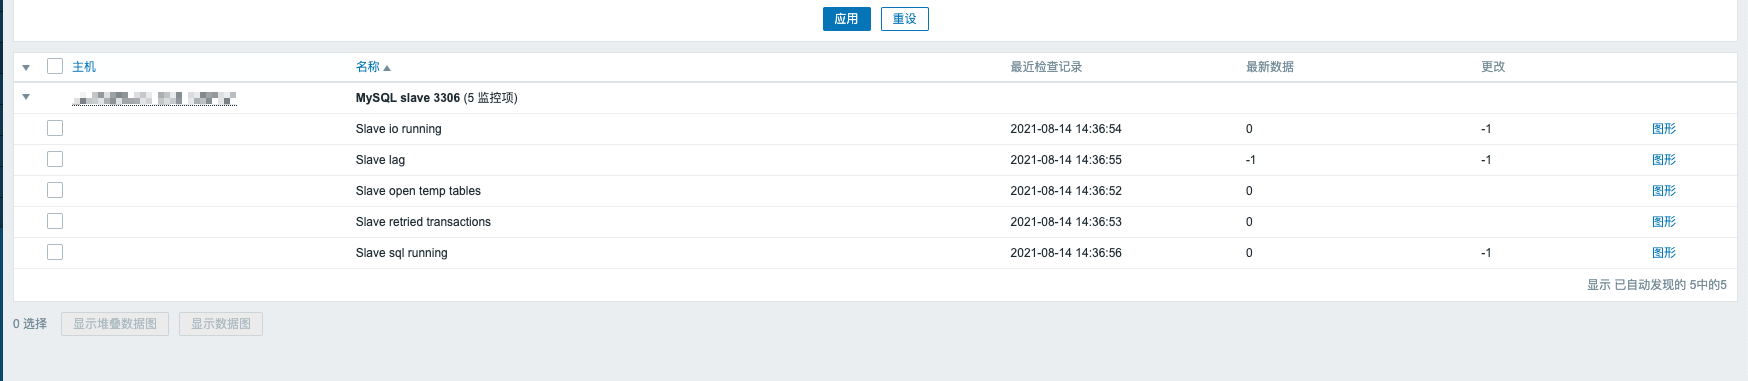 应用 重设
主机 名称 最近检查记录 最新数据 更改
MySQL slave 3306 (5 监控项)
Slave io running 2021-08-14 14:36:54 0 -1 图形
Slave lag 2021-08-14 14:36:55 -1 -1 图形
Slave open temp tables 2021-08-14 14:36:52 0 图形
Slave retried transactions 2021-08-14 14:36:53 0 图形
Slave sql running 2021-08-14 14:36:56 0 -1 图形
显示 已自动发现的 5中的5
0 选择 显示堆叠数据图 显示数据图